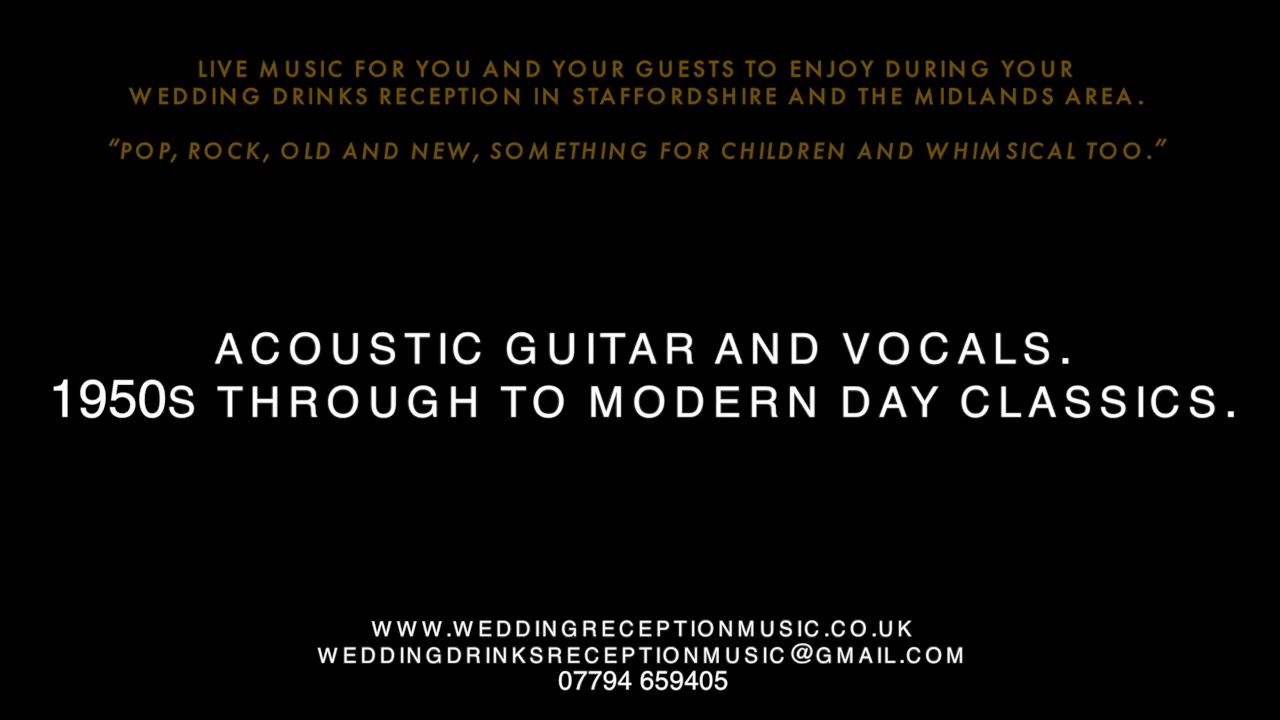 LIVE MUSIC FOR YOU AND YOUR GUESTS TO ENJOY DURING YOUR
WEDDING DRINKS RECEPTION IN STAFFORDSHIRE AND THE MIDLANDS AREA.
"POP, ROCK, OLD AND NEW, SOMETHING FOR CHILDREN AND WHIMSICAL TOO."
ACOUSTIC GUITAR AND VOCALS.
1950S THROUGH TO MODERN DAY CLASSICS.
WWW.WEDDINGRECEPTIONMUSIC.CO.UK
WEDDINGDRINKSRECEPTIONMUSIC@GMAIL.COM
07794 659405